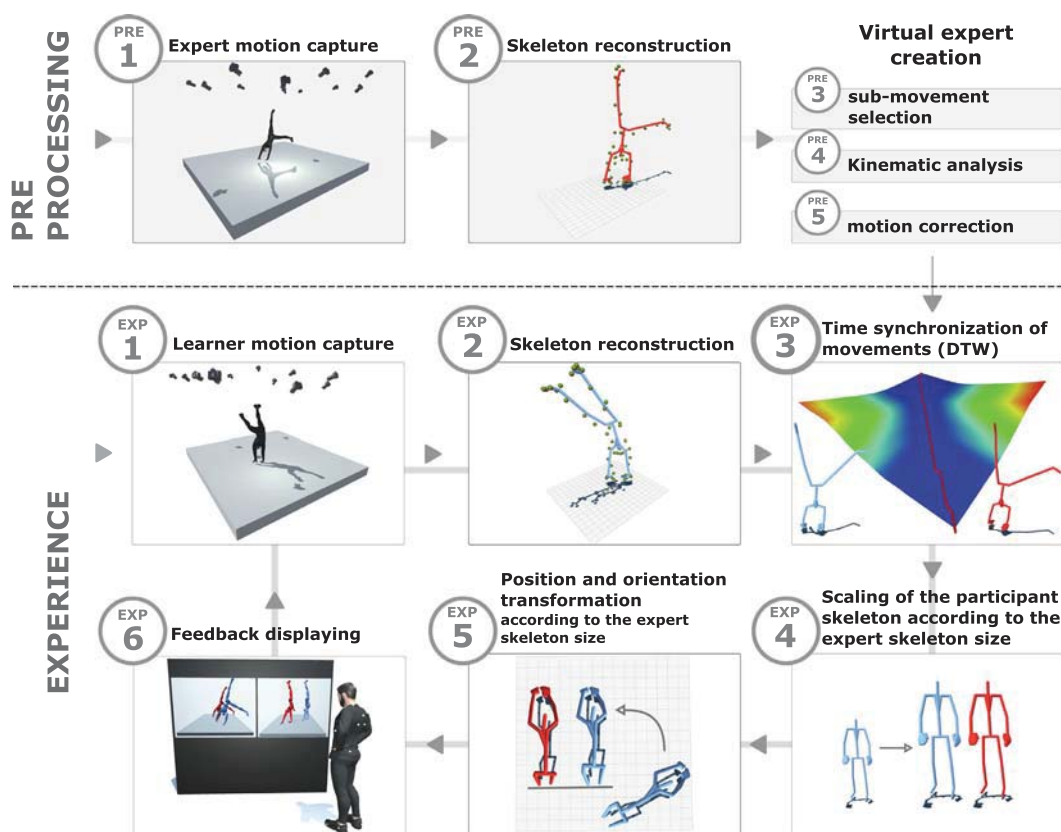 PRE
PROCESSING
PRE
1
Expert motion capture
PRE
2
Skeleton reconstruction
Virtual expert
creation
PRE
3
sub-movement
selection
PRE
4
Kinematic analysis
PRE
5
motion correction
EXPERIENCE
EXP
1
Learner motion capture
EXP
2
Skeleton reconstruction
EXP
3
Time synchronization of
movements (DTW)
EXP
6
Feedback displaying
EXP
5
Position and orientation
transformation
according to the expert
skeleton size
EXP
4
Scaling of the participant
skeleton according to the
expert skeleton size